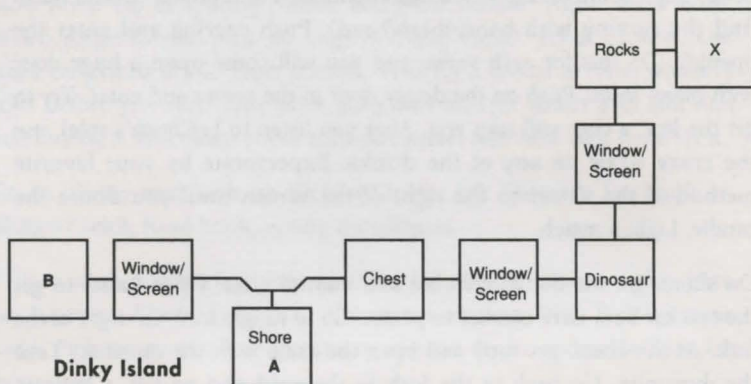 Rocks
X
Window/
Screen
B
Window/
Screen
Chest
Window/
Screen
Dinosaur
Shore
A
Dinky Island